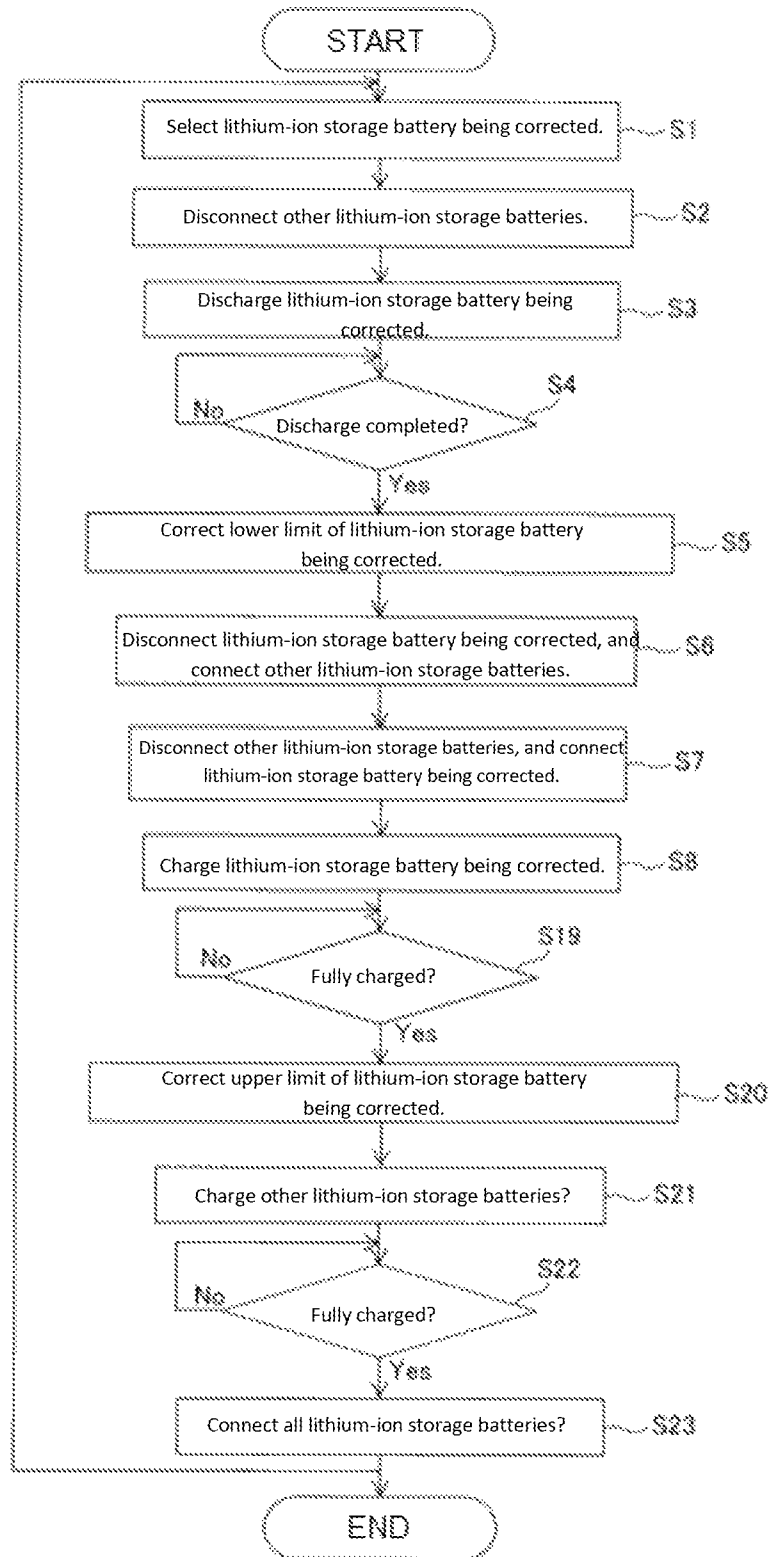 START
Select lithium-ion storage battery being corrected.
S1
Disconnect other lithium-ion storage batteries.
S2
Discharge lithium-ion storage battery being
corrected.
S3
S4
No
Discharge completed?
Yes
Correct lower limit of lithium-ion storage battery
being corrected.
S5
Disconnect lithium-ion storage battery being corrected, and
connect other lithium-ion storage batteries.
S6
Disconnect other lithium-ion storage batteries, and connect
lithium-ion storage battery being corrected.
S7
Charge lithium-ion storage battery being corrected.
S8
S19
No
Fully charged?
Yes
Correct upper limit of lithium-ion storage battery
being corrected.
S20
Charge other lithium-ion storage batteries?
S21
S22
No
Fully charged?
Yes
Connect all lithium-ion storage batteries?
S23
END